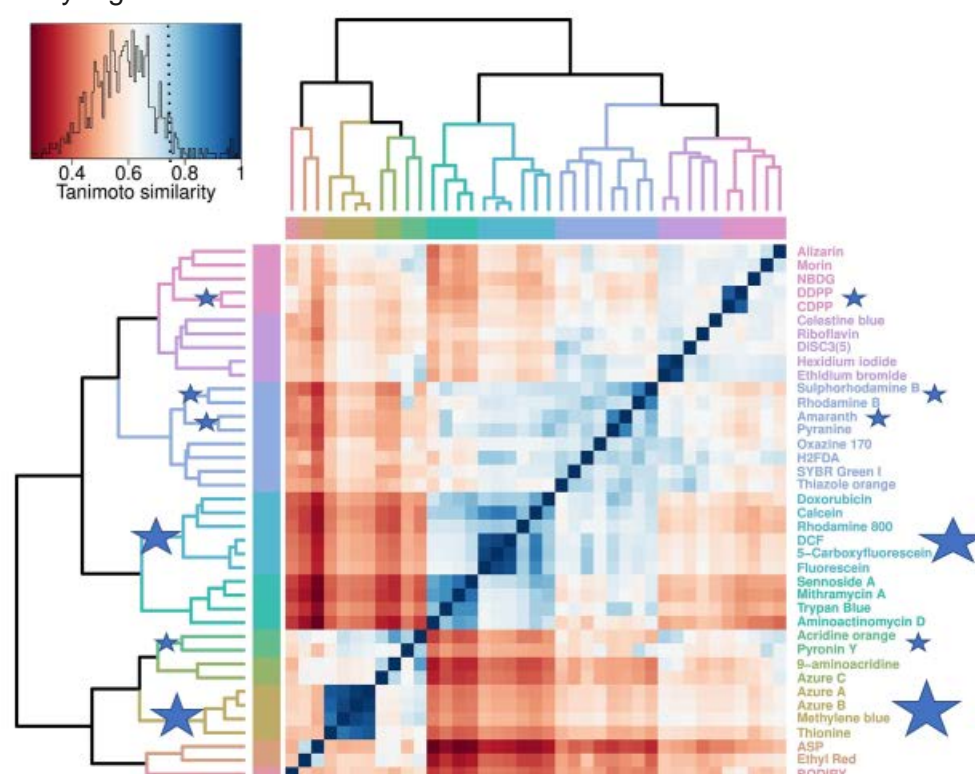 0.4 0.6 0.8 1
Tanimoto similarity
Alizarin
Morin
NBDG
DDPP
CDPP
Celestine blue
Riboflavin
DiSC3(5)
Hexidium iodide
Ethidium bromide
Sulphorhodamine B
Rhodamine B
Amaranth
Pyranine
Oxazine 170
H2FDA
SYBR Green I
Thiazole orange
Doxorubicin
Calcein
Rhodamine 800
DCF
5-Carboxyfluorescein
Fluorescein
Sennoside A
Mithramycin A
Trypan Blue
Aminoactinomycin D
Acridine orange
Pyronin Y
9-aminoacridine
Azure C
Azure A
Azure B
Methylene blue
Thionine
ASP
Ethyl Red
BODIPY